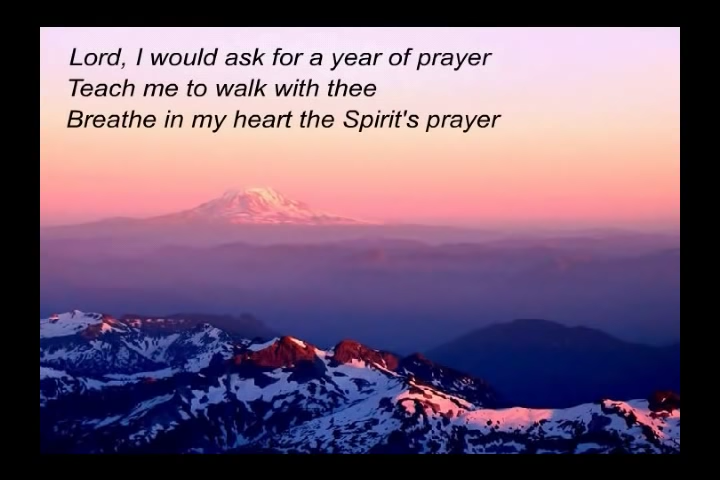 Lord, I would ask for a year of prayer
Teach me to walk with thee
Breathe in my heart the Spirit's prayer